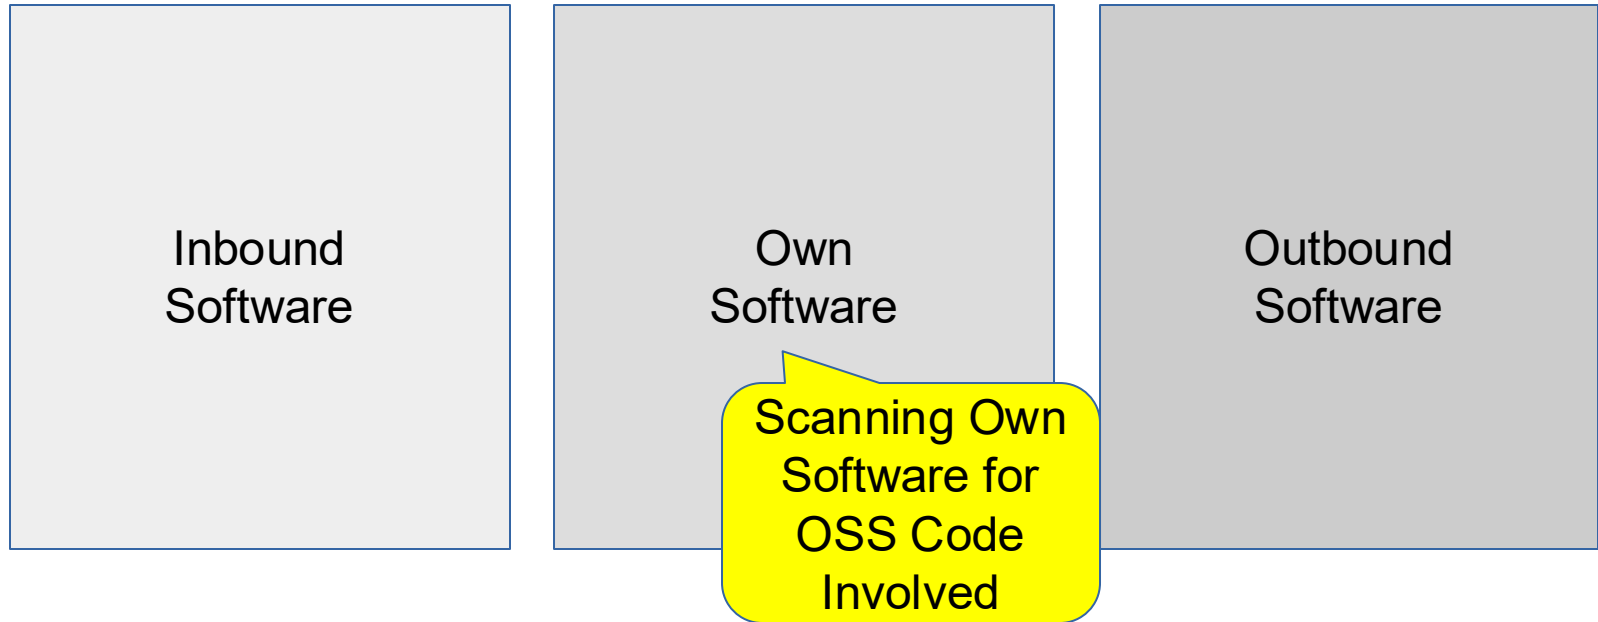 Inbound
Software
Own
Software
Outbound
Software
Scanning Own
Software for
OSS Code
Involved